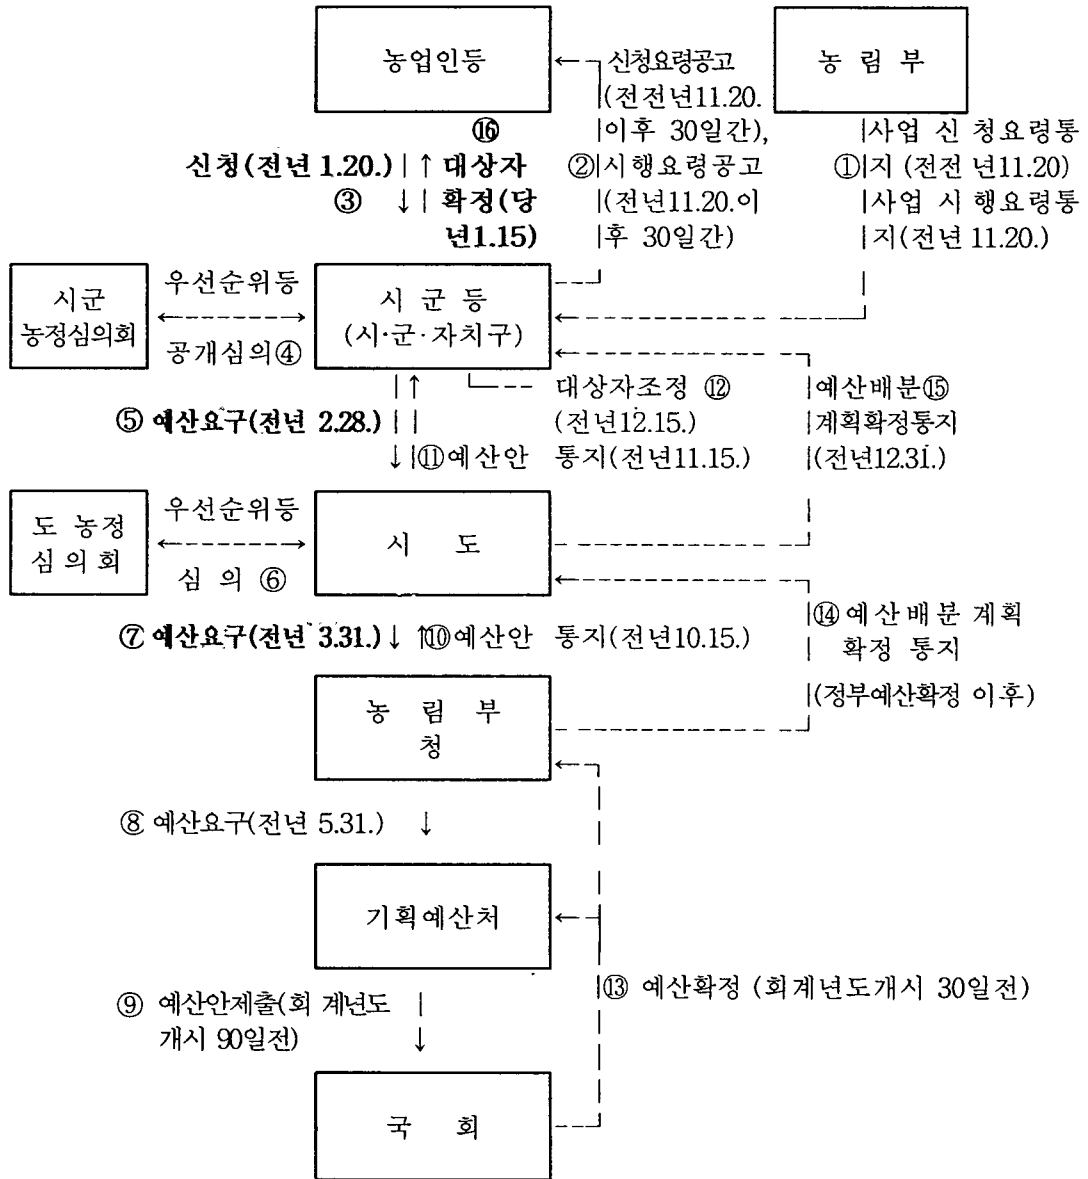 농업인등
신청요령공고
농 림 부
(전전년11.20.
⑯
이후 30일간),
사업 신 청요령통
신청(전년 1.20.) ↑ 대상자
② 시행요령공고
① 지 (전전 년11.20)
③ ↓ 확정(당
(전년11.20.이
사업 시 행요령통
년1.15)
후 30일간)
지(전년 11.20.)
시군
농정심의회
우선순위등
공개심의④
시 군 등
(시·군·자치구)
대상자조정 ⑫
예산배분⑮
⑤ 예산요구(전년 2.28.)
(전년12.15.)
계획확정통지
↓ ⑪예산안 통지(전년11.15.)
(전년12.31.)
도 농정
심 의 회
우선순위등
심 의 ⑥
시 도
⑦ 예산요구(전년 3.31.) ↓ ↑⑩예산안 통지(전년10.15.)
⑭ 예 산 배 분 계 획
확정 통지
(정부예산확정 이후)
농 림 부
청
⑧ 예산요구(전년 5.31.) ↓
기획예산처
⑬ 예산확정 (회계년도개시 30일전)
⑨ 예산안제출(회 계년도
개시 90일전) ↓
국 회